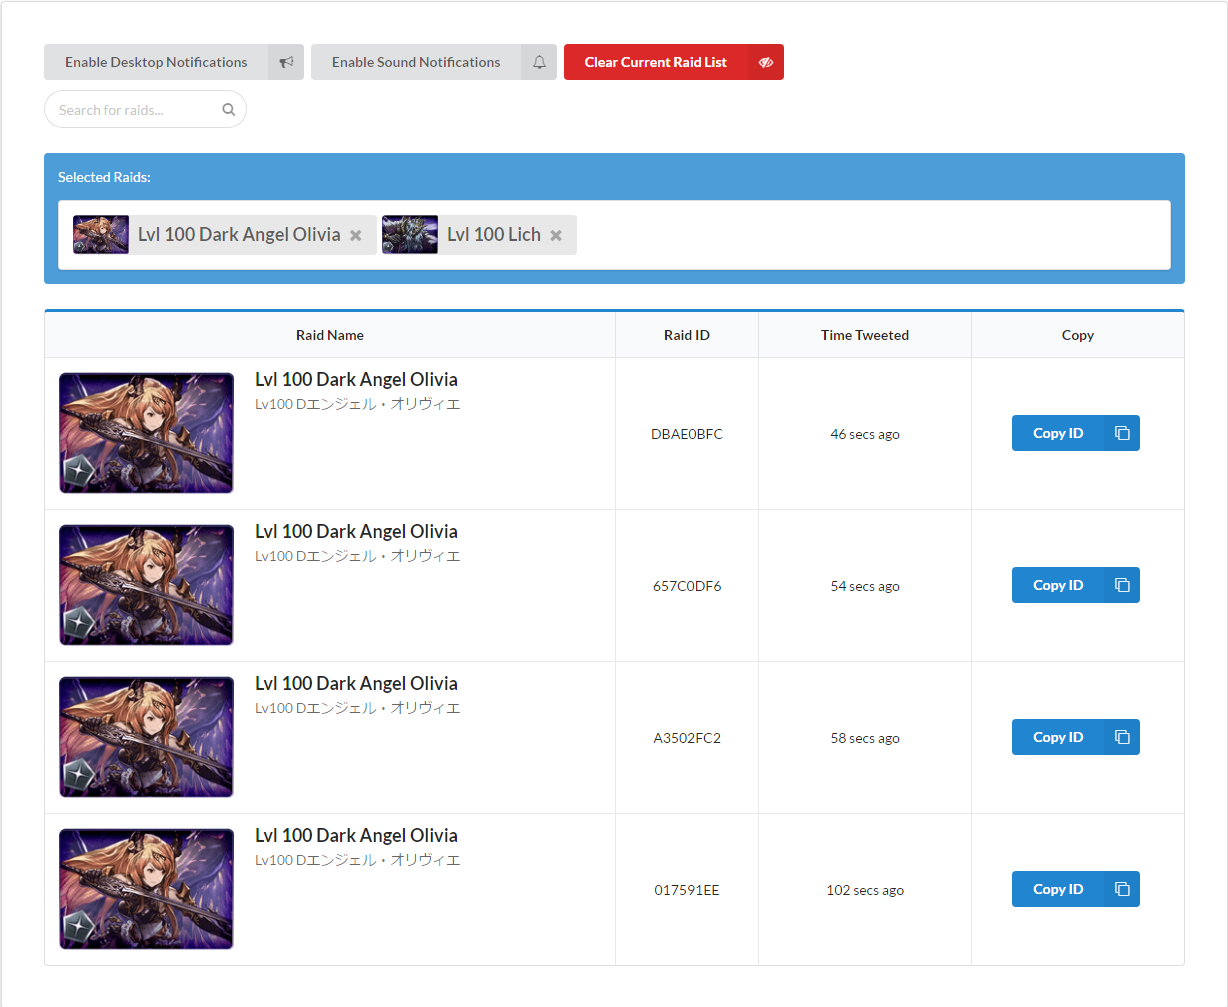 Enable Desktop Notifications
Enable Sound Notifications
Clear Current Raid List
Search for raids...
Selected Raids:
Lvl 100 Dark Angel Olivia
Lvl 100 Lich
Raid Name
Raid ID
Time Tweeted
Copy
Lvl 100 Dark Angel Olivia
Lv100 Dエンジェル・オリヴィエ
DBAE0BFC
46 secs ago
Copy ID
Lvl 100 Dark Angel Olivia
Lv100 Dエンジェル・オリヴィエ
657C0DF6
54 secs ago
Copy ID
Lvl 100 Dark Angel Olivia
Lv100 Dエンジェル・オリヴィエ
A3502FC2
58 secs ago
Copy ID
Lvl 100 Dark Angel Olivia
Lv100 Dエンジェル・オリヴィエ
017591EE
102 secs ago
Copy ID